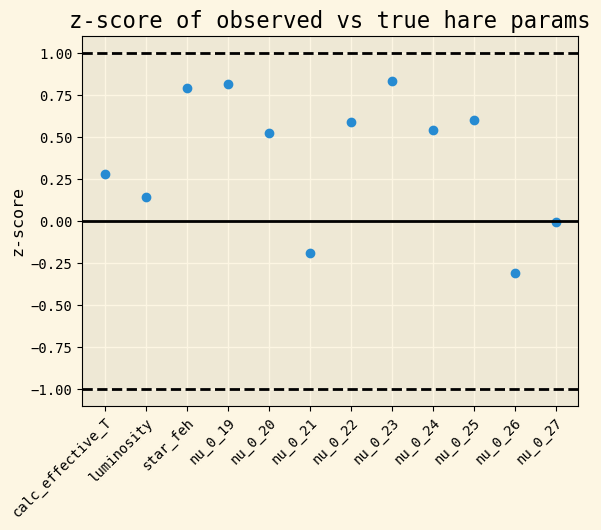 z-score of observed vs true hare params
z-score
1.00
0.75
0.50
0.25
0.00
−0.25
−0.50
−0.75
−1.00
calc_effective_T
luminosity
star_feh
nu_0_19
nu_0_20
nu_0_21
nu_0_22
nu_0_23
nu_0_24
nu_0_25
nu_0_26
nu_0_27